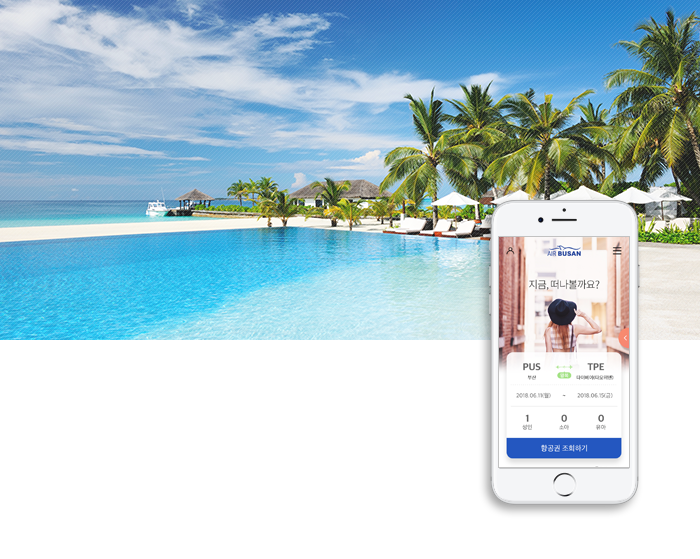 AIR BUSAN
지금, 떠나볼까요?
PUS TPE
부산 왕복 타이베이(타오위안)
2018.06.11(월) - 2018.06.15(금)
1 0 0
성인 소아 유아
항공권 조회하기